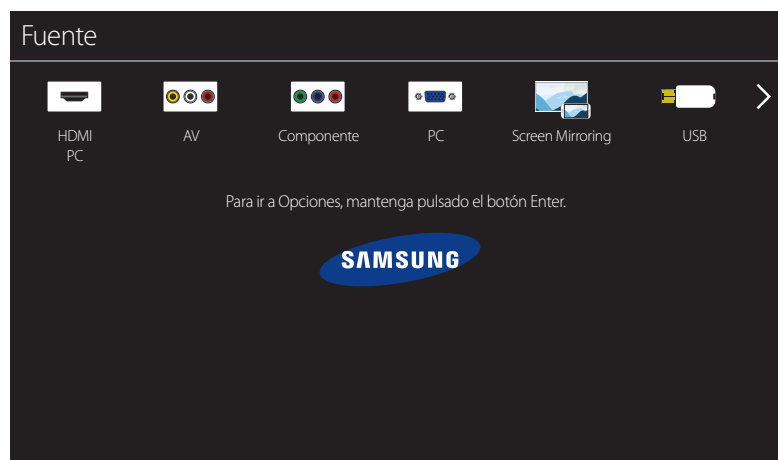 Fuente
HDMI
PC
AV
Componente
PC
Screen Mirroring
USB
Para ir a Opciones, mantenga pulsado el botón Enter.
SAMSUNG